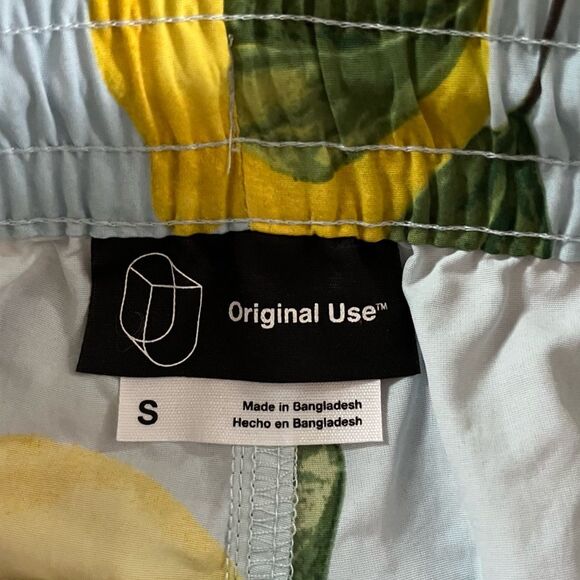 Original Use™
S
Made in Bangladesh
Hecho en Bangladesh